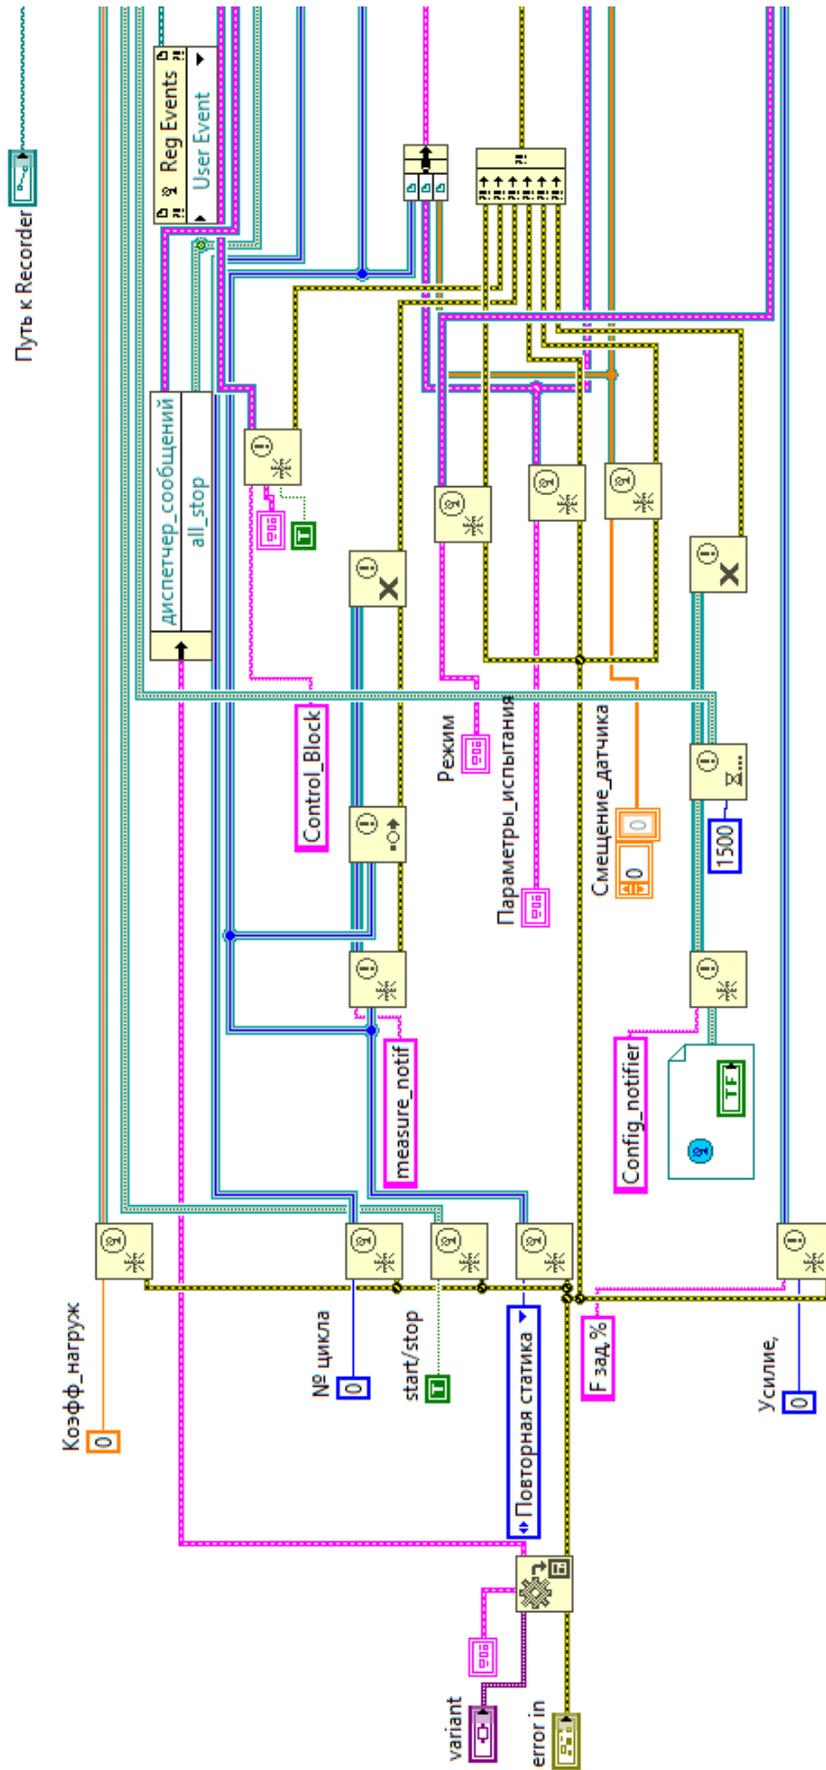 Путь к Recorder
Reg Events
User Event
диспетчер_сообщений
all_stop
T
Control_Block
Режим
Параметры_испытания
Смещение_датчика
0
0
1500
measure_notif
Config_notifier
TF
Коэфф_нагруж
0
№ цикла
0
start/stop
T
Повторная статика
F зад, %
Усилие,
0
variant
error in